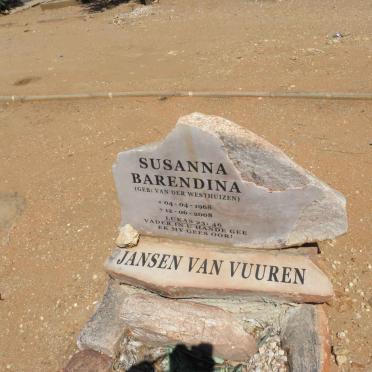 SUSANNA
BARENDINA
(GEB: VAN DER WESTHUIZEN)
* 04-04-1968
† 12-06-2008
LUKAS 23: 46
VADER IN U HANDE GEE
EK MY GEES OOR!
JANSEN VAN VUUREN